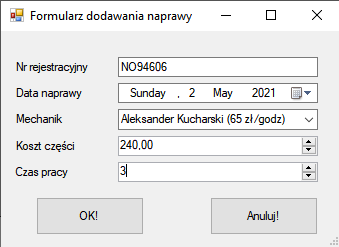 Formularz dodawania naprawy
Nr rejestracyjny NO94606
Data naprawy Sunday , 2 May 2021
Mechanik Aleksander Kucharski (65 zł/godz)
Koszt części 240,00
Czas pracy 3
OK! Anuluj!